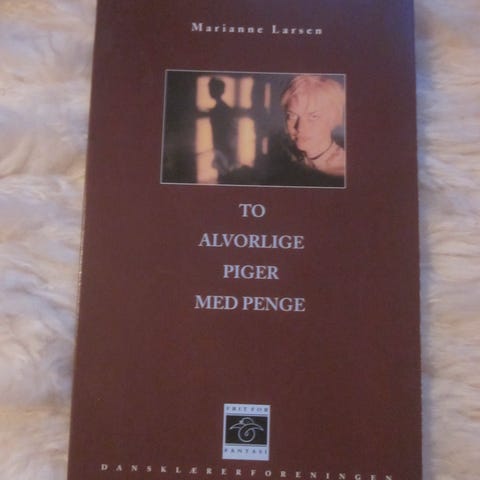 Marianne Larsen
TO
ALVORLIGE
PIGER
MED PENGE
FRIT FOR
FANTASI
DANSKLÆRERFORENINGEN